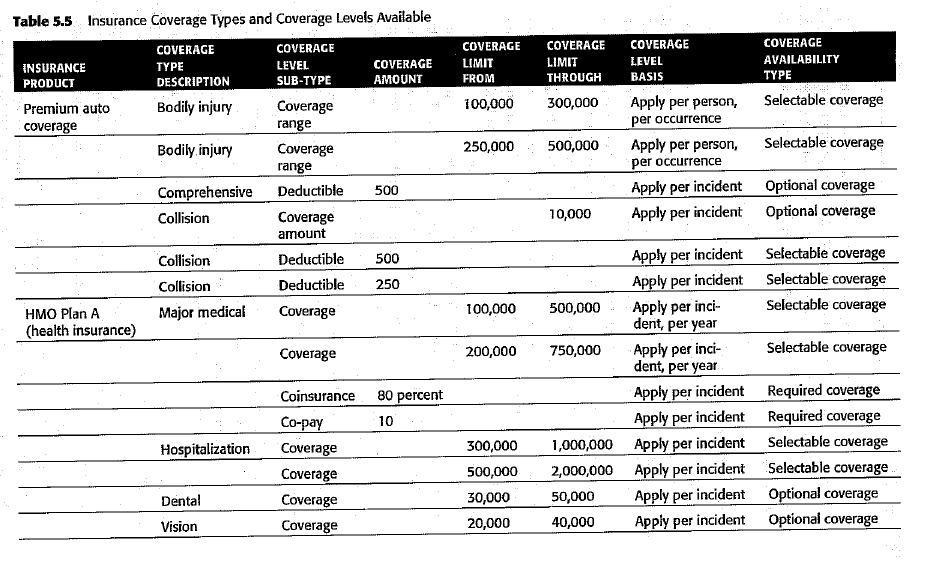 Table 5.5 Insurance Coverage Types and Coverage Levels Available
INSURANCE PRODUCT COVERAGE TYPE DESCRIPTION COVERAGE LEVEL SUB-TYPE COVERAGE AMOUNT COVERAGE LIMIT FROM COVERAGE LIMIT THROUGH COVERAGE LEVEL BASIS COVERAGE AVAILABILITY TYPE
Premium auto coverage Bodily injury Coverage range 100,000 300,000 Apply per person, per occurrence Selectable coverage
Bodily injury Coverage range 250,000 500,000 Apply per person, per occurrence Selectable coverage
Comprehensive Deductible 500 Apply per incident Optional coverage
Collision Coverage amount 10,000 Apply per incident Optional coverage
Collision Deductible 500 Apply per incident Selectable coverage
Collision Deductible 250 Apply per incident Selectable coverage
HMO Plan A (health insurance) Major medical Coverage 100,000 500,000 Apply per inci- dent, per year Selectable coverage
Coverage 200,000 750,000 Apply per inci- dent, per year Selectable coverage
Coinsurance 80 percent Apply per incident Required coverage
Co-pay 10 Apply per incident Required coverage
Hospitalization Coverage 300,000 1,000,000 Apply per incident Selectable coverage
Coverage 500,000 2,000,000 Apply per incident Selectable coverage
Dental Coverage 30,000 50,000 Apply per incident Optional coverage
Vision Coverage 20,000 40,000 Apply per incident Optional coverage